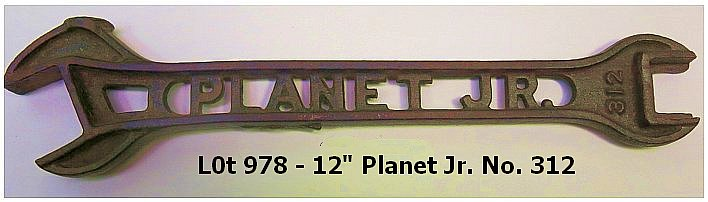 PLANET JR.
312
L0t 978 - 12" Planet Jr. No. 312